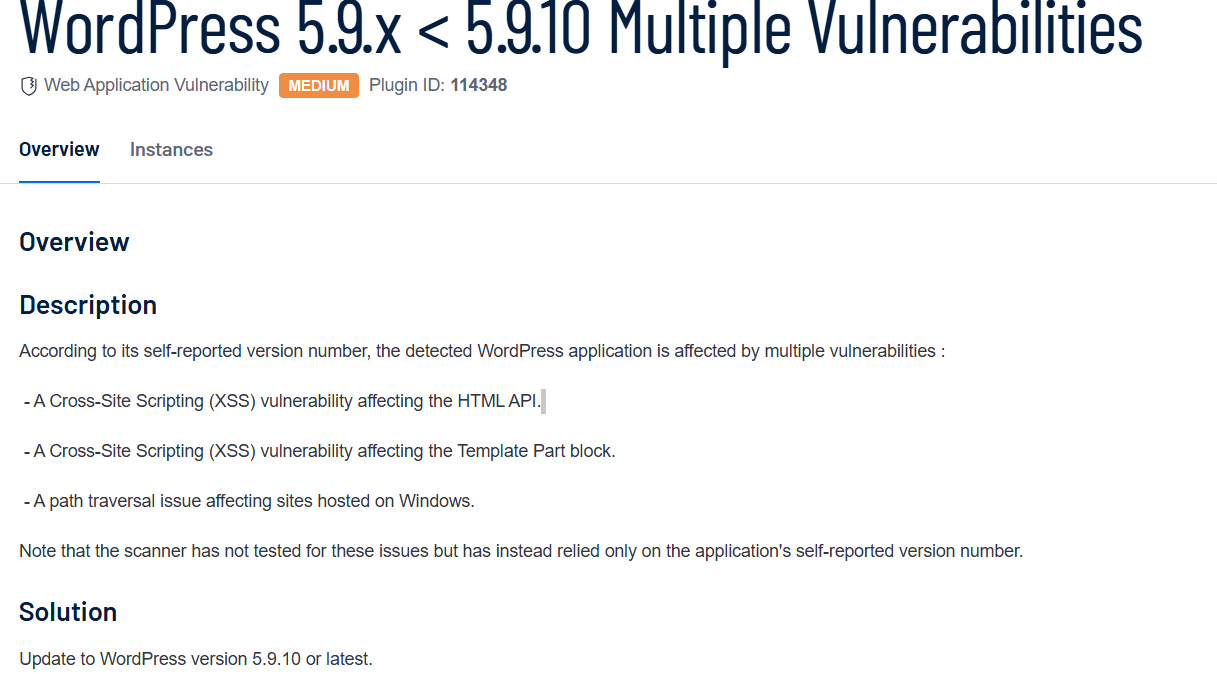 WordPress 5.9.x < 5.9.10 Multiple Vulnerabilities
Web Application Vulnerability MEDIUM Plugin ID: 114348
Overview Instances
Overview
Description
According to its self-reported version number, the detected WordPress application is affected by multiple vulnerabilities :
- A Cross-Site Scripting (XSS) vulnerability affecting the HTML API.
- A Cross-Site Scripting (XSS) vulnerability affecting the Template Part block.
- A path traversal issue affecting sites hosted on Windows.
Note that the scanner has not tested for these issues but has instead relied only on the application's self-reported version number.
Solution
Update to WordPress version 5.9.10 or latest.